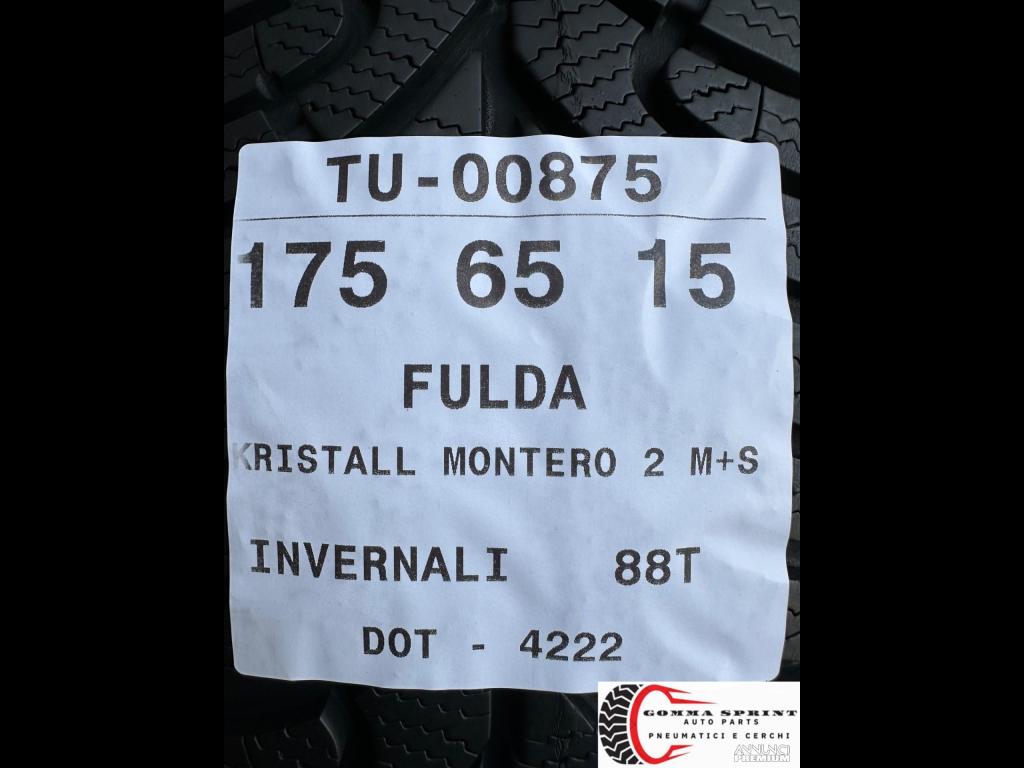 TU-00875
175 65 15
FULDA
KRISTALL MONTERO 2 M+S
INVERNALI 88T
DOT - 4222
GOMMA SPRINT
AUTO PARTS
PNEUMATICI E CERCHI
ANNUNCI
PREMIUM